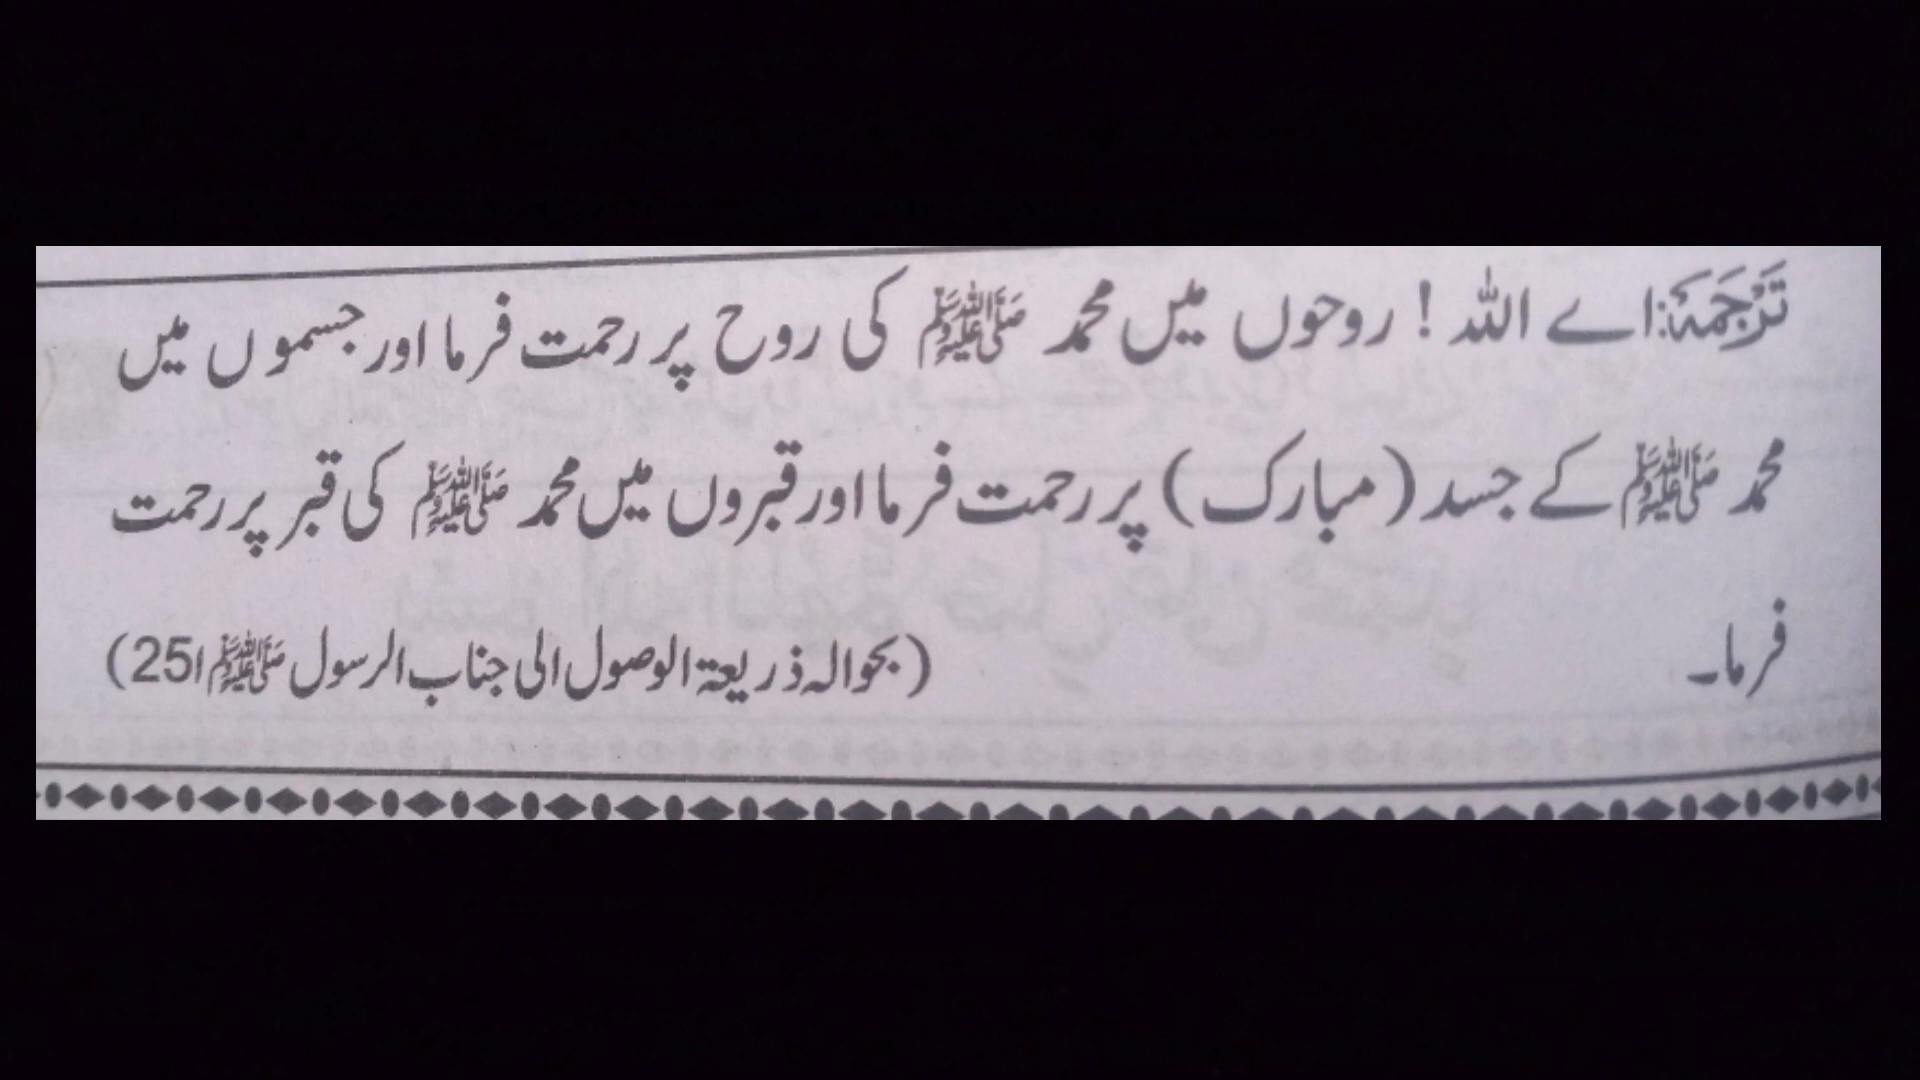 تَرْجَمَہٗ: اے اللہ ! روحوں میں محمد ﷺ کی روح پر رحمت فرما اور جسموں میں
محمد ﷺ کے جسد (مبارک) پر رحمت فرما اور قبروں میں محمد ﷺ کی قبر پر رحمت
فرما۔ (بحوالہ ذریعۃ الوصول الی جناب الرسول ﷺ ا25)